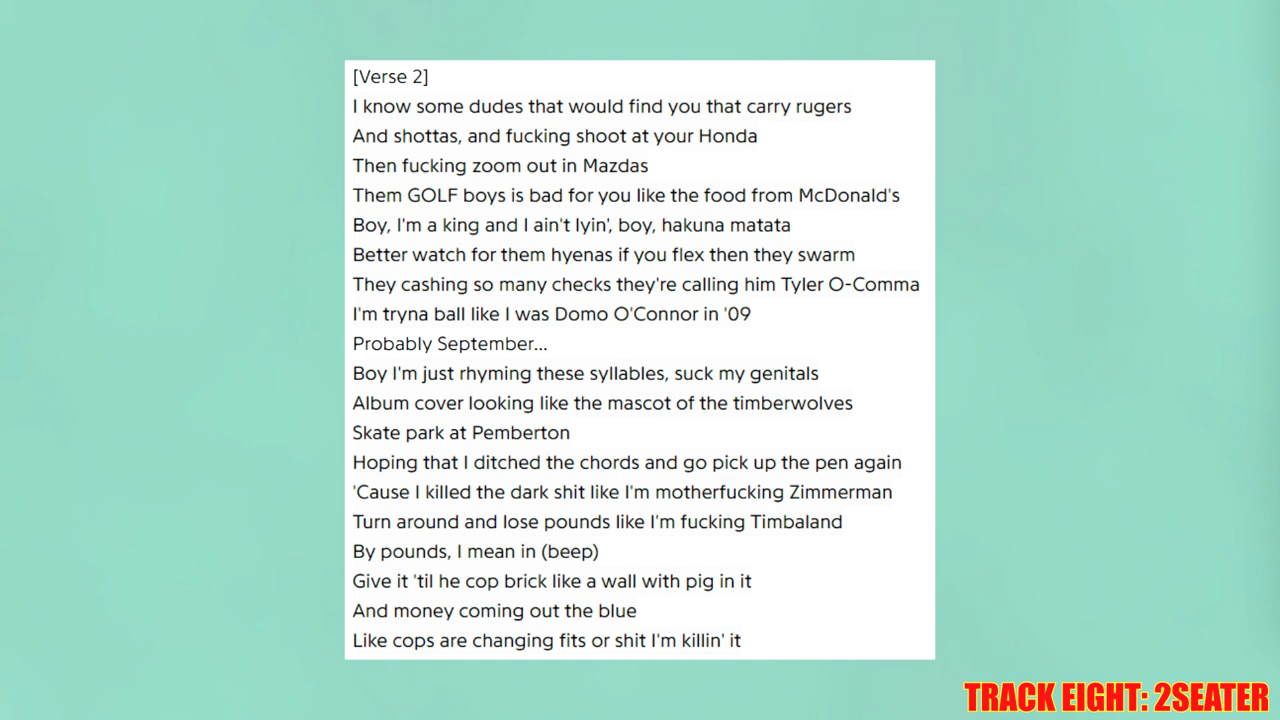 [Verse 2]
I know some dudes that would find you that carry rugers
And shottas, and fucking shoot at your Honda
Then fucking zoom out in Mazdas
Them GOLF boys is bad for you like the food from McDonald's
Boy, I'm a king and I ain't lyin', boy, hakuna matata
Better watch for them hyenas if you flex then they swarm
They cashing so many checks they're calling him Tyler O-Comma
I'm tryna ball like I was Domo O'Connor in '09
Probably September...
Boy I'm just rhyming these syllables, suck my genitals
Album cover looking like the mascot of the timberwolves
Skate park at Pemberton
Hoping that I ditched the chords and go pick up the pen again
'Cause I killed the dark shit like I'm motherfucking Zimmerman
Turn around and lose pounds like I'm fucking Timbaland
By pounds, I mean in (beep)
Give it 'til he cop brick like a wall with pig in it
And money coming out the blue
Like cops are changing fits or shit I'm killin' it
TRACK EIGHT: 2SEATER